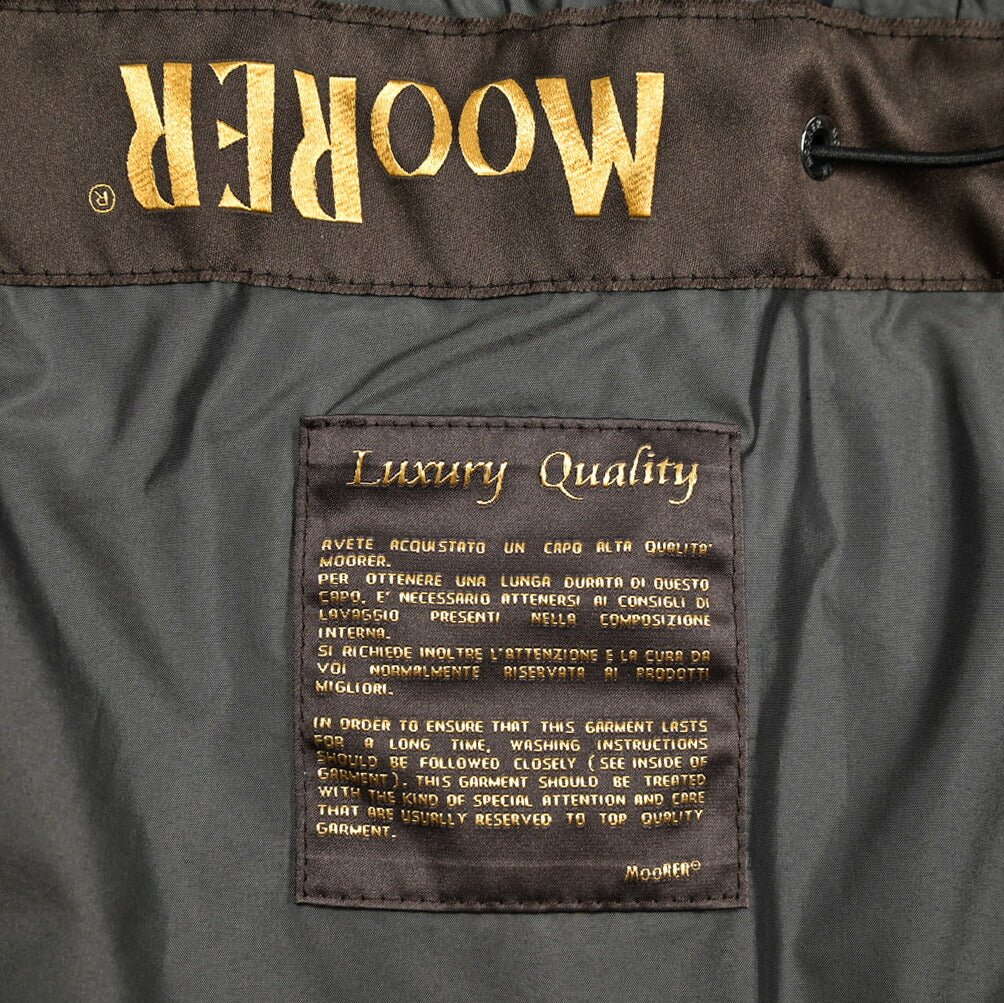 MOORER
®
MOORER
Luxury Quality
AVETE ACQUISTATO UN CAPO ALTA QUALITA'
MOORER.
PER OTTENERE UNA LUNGA DURATA DI QUESTO
CAPO, E' NECESSARIO ATTENERSI AI CONSIGLI DI
LAVAGGIO PRESENTI NELLA COMPOSIZIONE
INTERNA.
SI RICHIEDE INOLTRE L'ATTENZIONE E LA CURA DA
VOI NORMALMENTE RISERVATA AI PRODOTTI
MIGLIORI.
IN ORDER TO ENSURE THAT THIS GARMENT LASTS
FOR A LONG TIME, WASHING INSTRUCTIONS
SHOULD BE FOLLOWED CLOSELY (SEE INSIDE OF
GARMENT). THIS GARMENT SHOULD BE TREATED
WITH THE KIND OF SPECIAL ATTENTION AND CARE
THAT ARE USUALLY RESERVED TO TOP QUALITY
GARMENT.
MOORER®